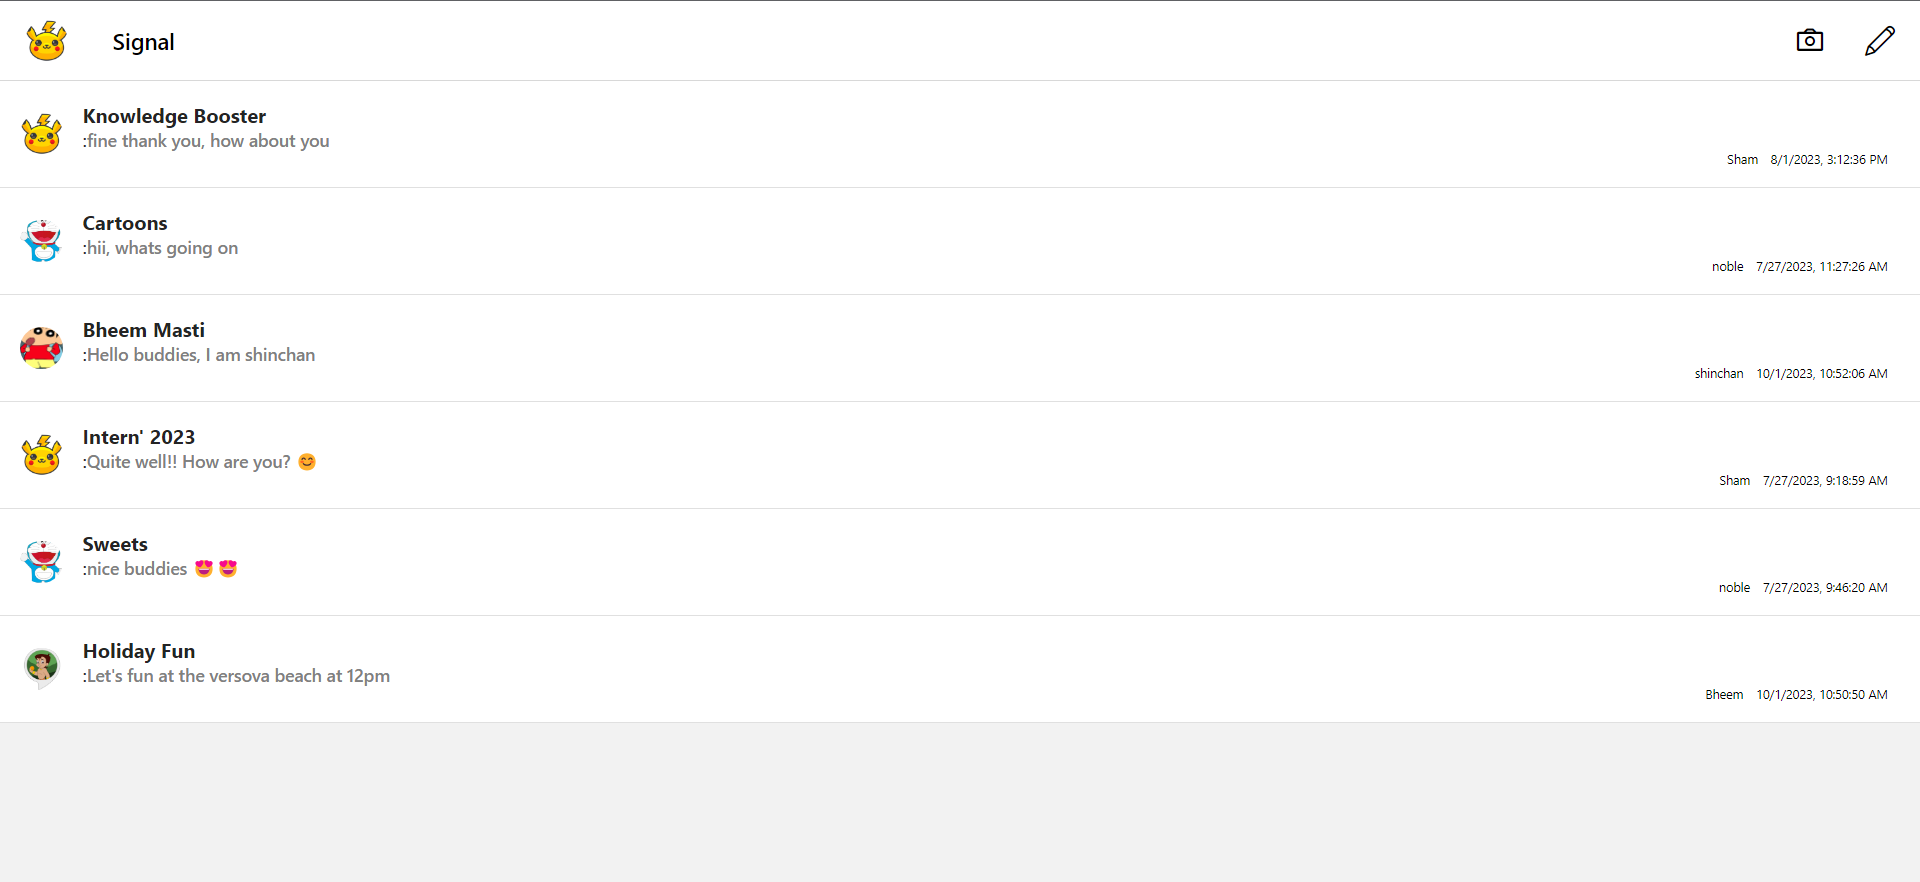 Signal
Knowledge Booster
:fine thank you, how about you
Sham 8/1/2023, 3:12:36 PM
Cartoons
:hii, whats going on
noble 7/27/2023, 11:27:26 AM
Bheem Masti
:Hello buddies, I am shinchan
shinchan 10/1/2023, 10:52:06 AM
Intern' 2023
:Quite well!! How are you? 😊
Sham 7/27/2023, 9:18:59 AM
Sweets
:nice buddies 😍 😍
noble 7/27/2023, 9:46:20 AM
Holiday Fun
:Let's fun at the versova beach at 12pm
Bheem 10/1/2023, 10:50:50 AM